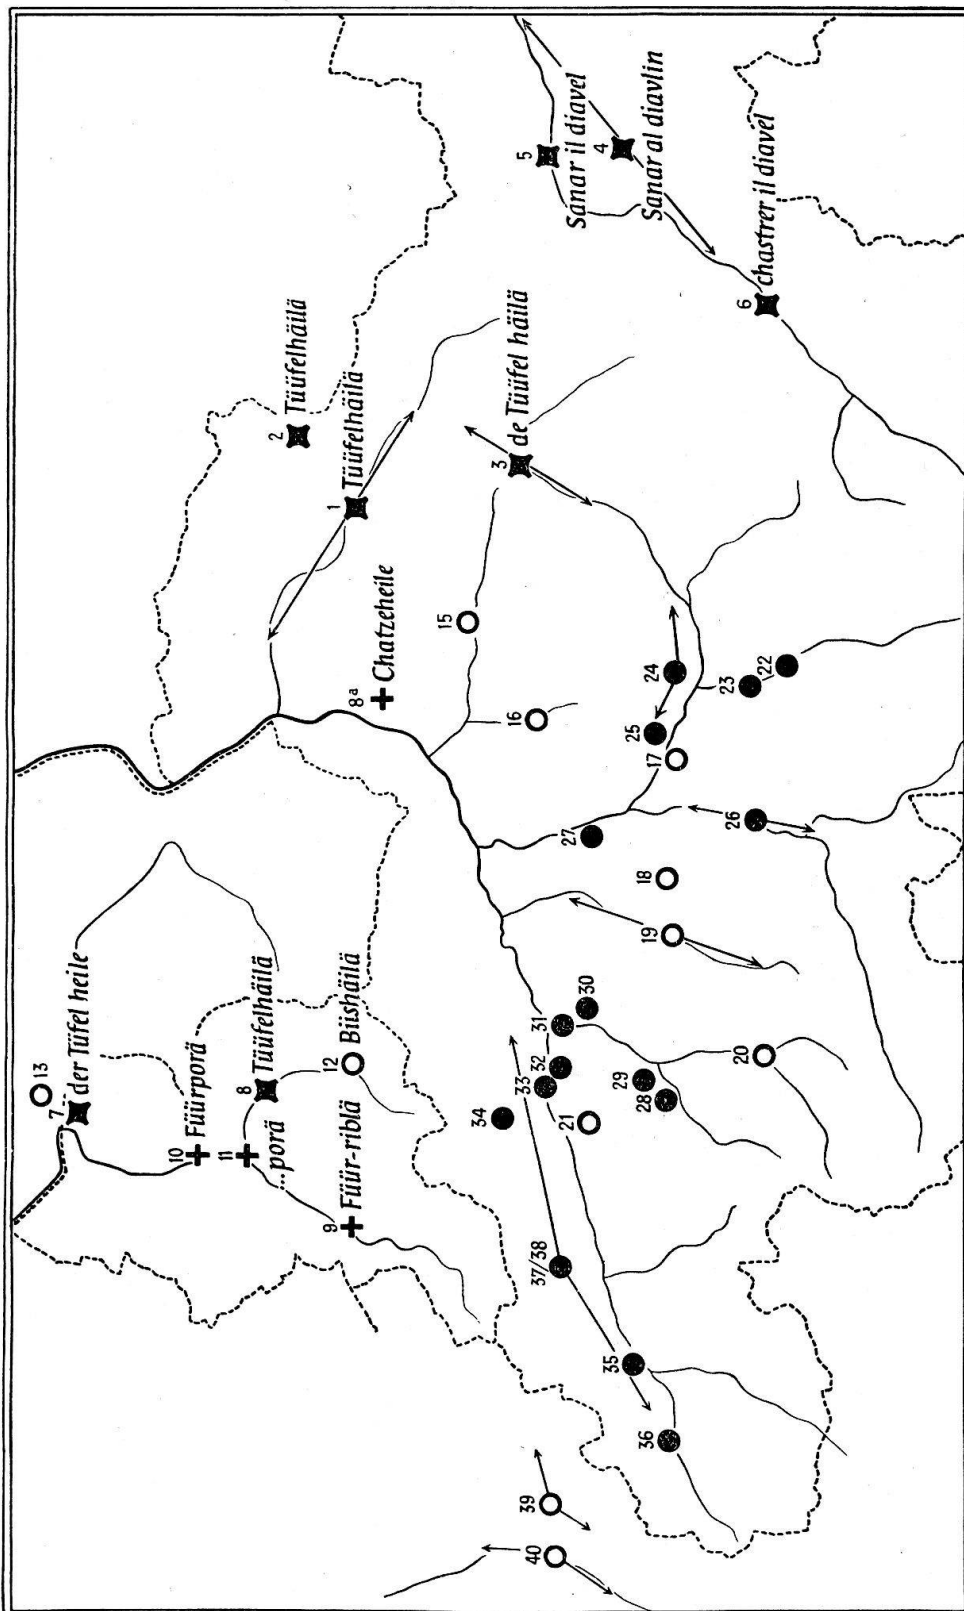 13
7 der Tüfel heile
10 Füürporä
11 ...porä
8 Tüüfelhäilä
2 Tüüfelhäilä
9 Füür-riblä
12 Biishäilä
1 Tüüfelhäilä
8a Chatzeheile
15
3 de Tüüfel häilä
34
16
5 Sanar il diavel
4 Sanar al diavlin
40
39
37/38
33
32
31
30
27
21
35
36
28
29
18
19
25
17
24
20
26
23
22
6 Chastrer il diavel